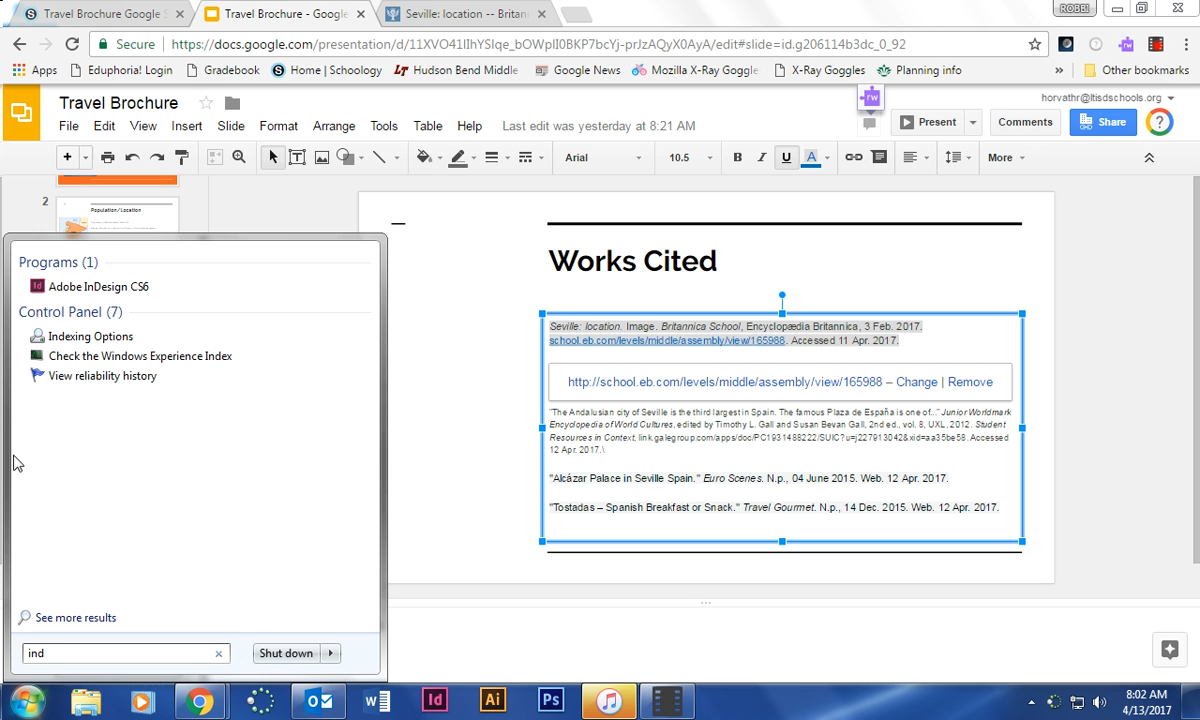 Travel Brochure Google S
Travel Brochure - Google
Seville: location -- Britan
ROBBI
Secure
https://docs.google.com/presentation/d/11XVO41IIhYSIqe_bOWplI0BKP7bcYj-prJzAQyX0AyA/edit#slide=id.g206114b3dc_0_92
rw
Apps
Eduphoria! Login
Gradebook
Home | Schoology
Hudson Bend Middle
Google News
Mozilla X-Ray Goggle
X-Ray Goggles
Planning info
»
Other bookmarks
Travel Brochure
rw
horvathr@ltisdschools.org
File Edit View Insert Slide Format Arrange Tools Table Help
Last edit was yesterday at 8:21 AM
Present
Comments
Share
Arial
10.5
B I U A
More
2
Population/Location
Works Cited
Seville: location. Image. Britannica School, Encyclopædia Britannica, 3 Feb. 2017.
school.eb.com/levels/middle/assembly/view/165988. Accessed 11 Apr. 2017.
http://school.eb.com/levels/middle/assembly/view/165988 – Change | Remove
"The Andalusian city of Seville is the third largest in Spain. The famous Plaza de España is one of..." Junior Worldmark
Encyclopedia of World Cultures, edited by Timothy L. Gall and Susan Bevan Gall, 2nd ed., vol. 8, UXL, 2012. Student
Resources in Context, link.galegroup.com/apps/doc/PC1931488222/SUIC?u=j227913042&xid=aa35be58. Accessed
12 Apr. 2017.\
"Alcázar Palace in Seville Spain." Euro Scenes. N.p., 04 June 2015. Web. 12 Apr. 2017.
"Tostadas – Spanish Breakfast or Snack." Travel Gourmet. N.p., 14 Dec. 2015. Web. 12 Apr. 2017.
Programs (1)
Adobe InDesign CS6
Control Panel (7)
Indexing Options
Check the Windows Experience Index
View reliability history
See more results
ind
Shut down
Id
Ai
Ps
8:02 AM
4/13/2017